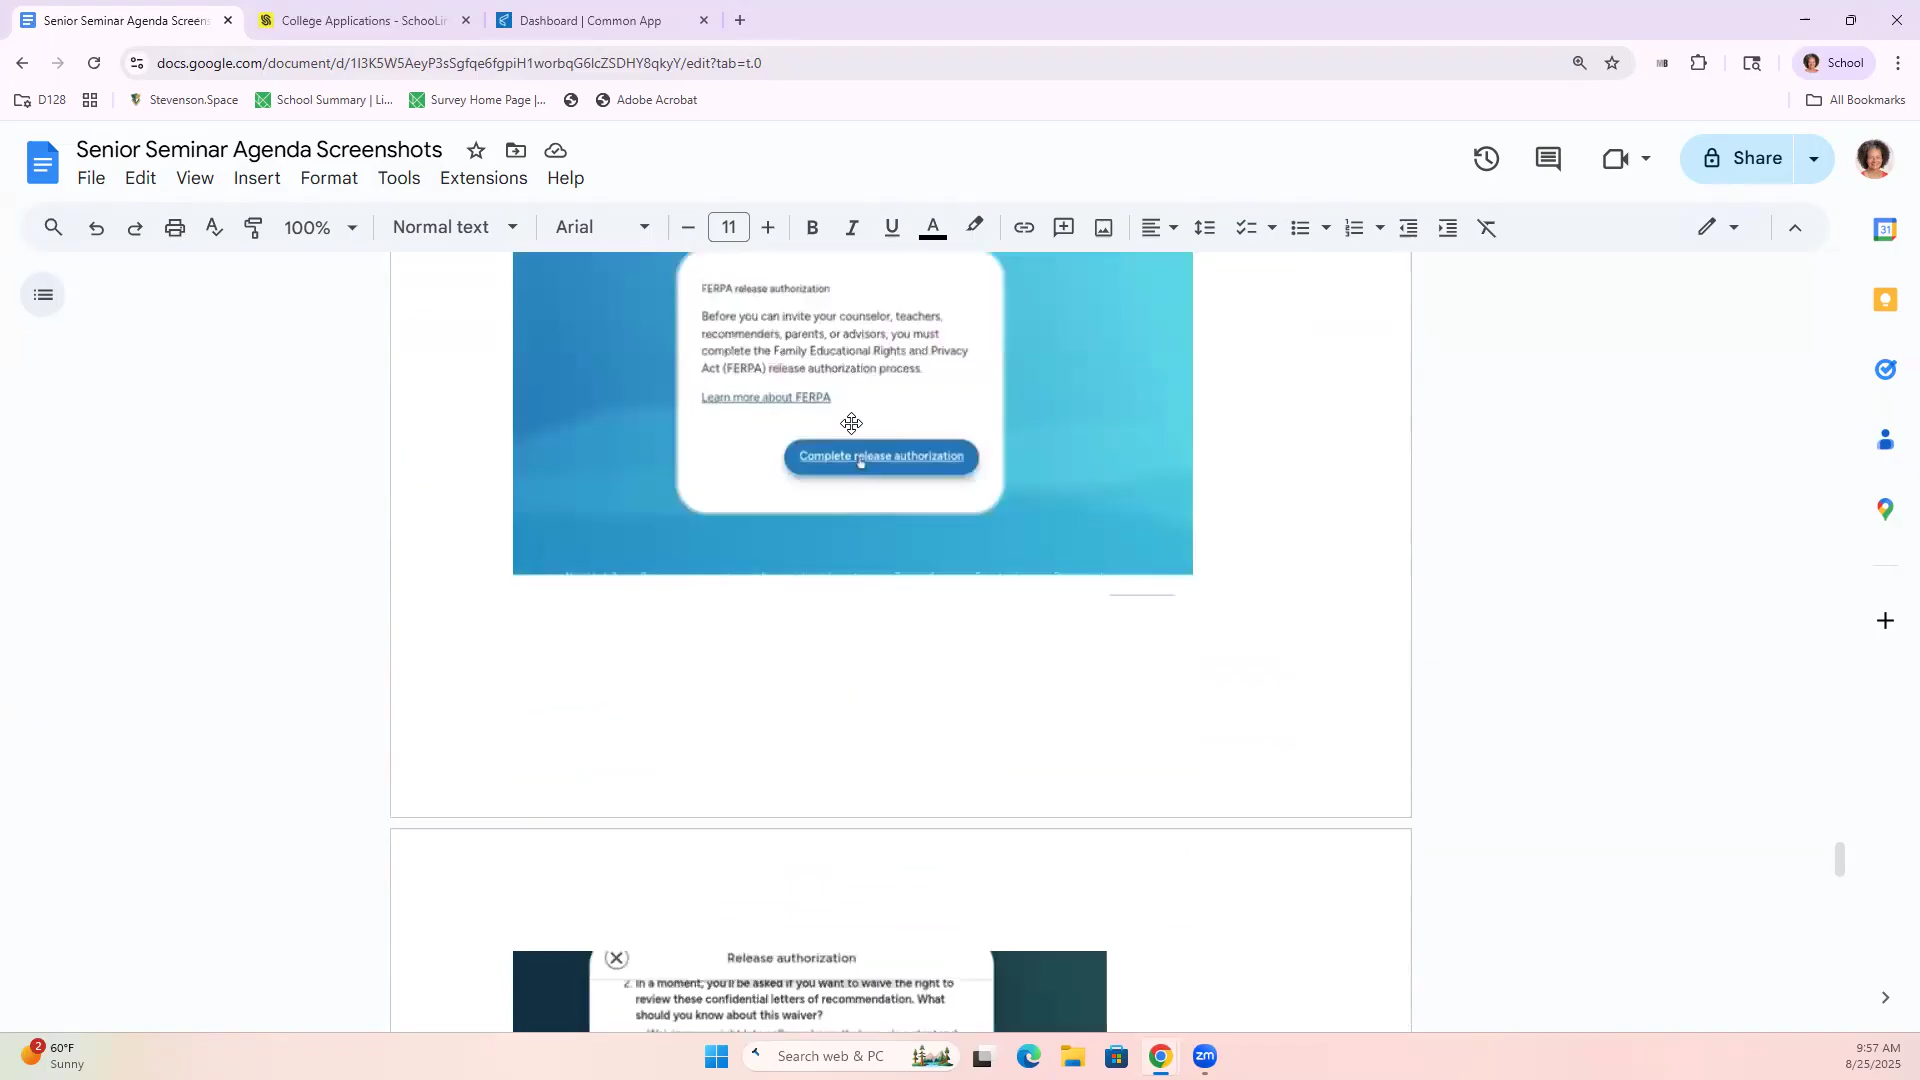 Senior Seminar Agenda Screens
College Applications - SchooLin
Dashboard | Common App
docs.google.com/document/d/1I3K5W5AeyP3sSgfqe6fgpiH1worbqG6lcZSDHY8qkyY/edit?tab=t.0
School
D128
Stevenson.Space
School Summary | Li...
Survey Home Page |...
Adobe Acrobat
All Bookmarks
Senior Seminar Agenda Screenshots
File Edit View Insert Format Tools Extensions Help
Share
100%
Normal text
Arial
11
B I U A
31
FERPA release authorization
Before you can invite your counselor, teachers,
recommenders, parents, or advisors, you must
complete the Family Educational Rights and Privacy
Act (FERPA) release authorization process.
Learn more about FERPA
Complete release authorization
Release authorization
2. In a moment, you'll be asked if you want to waive the right to
review these confidential letters of recommendation. What
should you know about this waiver?
2
60°F
Sunny
Search web & PC
zm
9:57 AM
8/25/2025